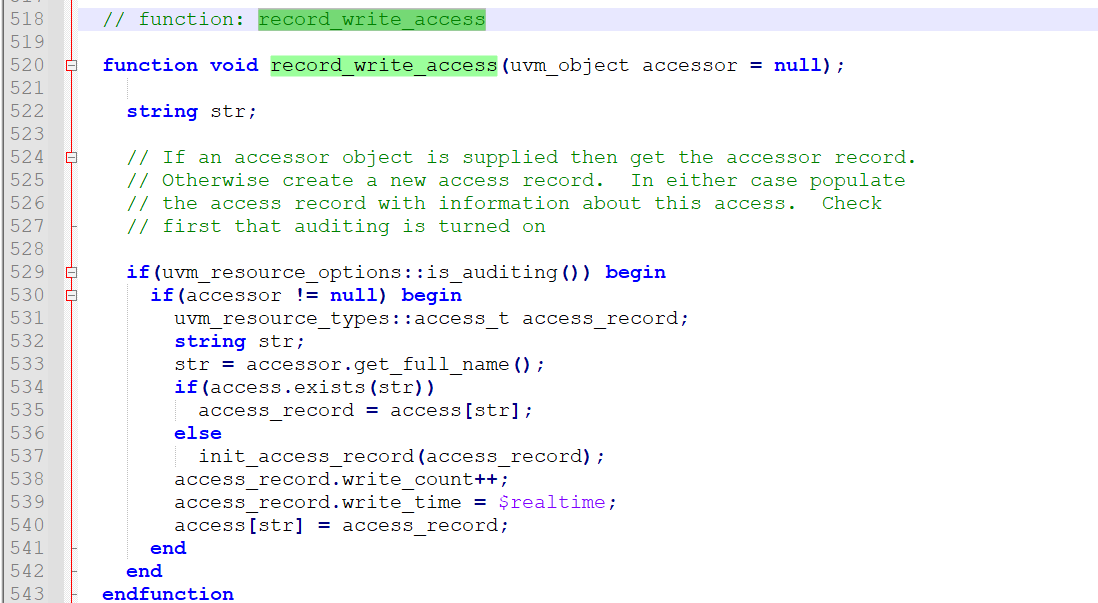 518 // function: record_write_access
519
520 function void record_write_access(uvm_object accessor = null);
521
522 string str;
523
524 // If an accessor object is supplied then get the accessor record.
525 // Otherwise create a new access record.  In either case populate
526 // the access record with information about this access.  Check
527 // first that auditing is turned on
528
529 if(uvm_resource_options::is_auditing()) begin
530 if(accessor != null) begin
531 uvm_resource_types::access_t access_record;
532 string str;
533 str = accessor.get_full_name();
534 if(access.exists(str))
535 access_record = access[str];
536 else
537 init_access_record(access_record);
538 access_record.write_count++;
539 access_record.write_time = $realtime;
540 access[str] = access_record;
541 end
542 end
543 endfunction